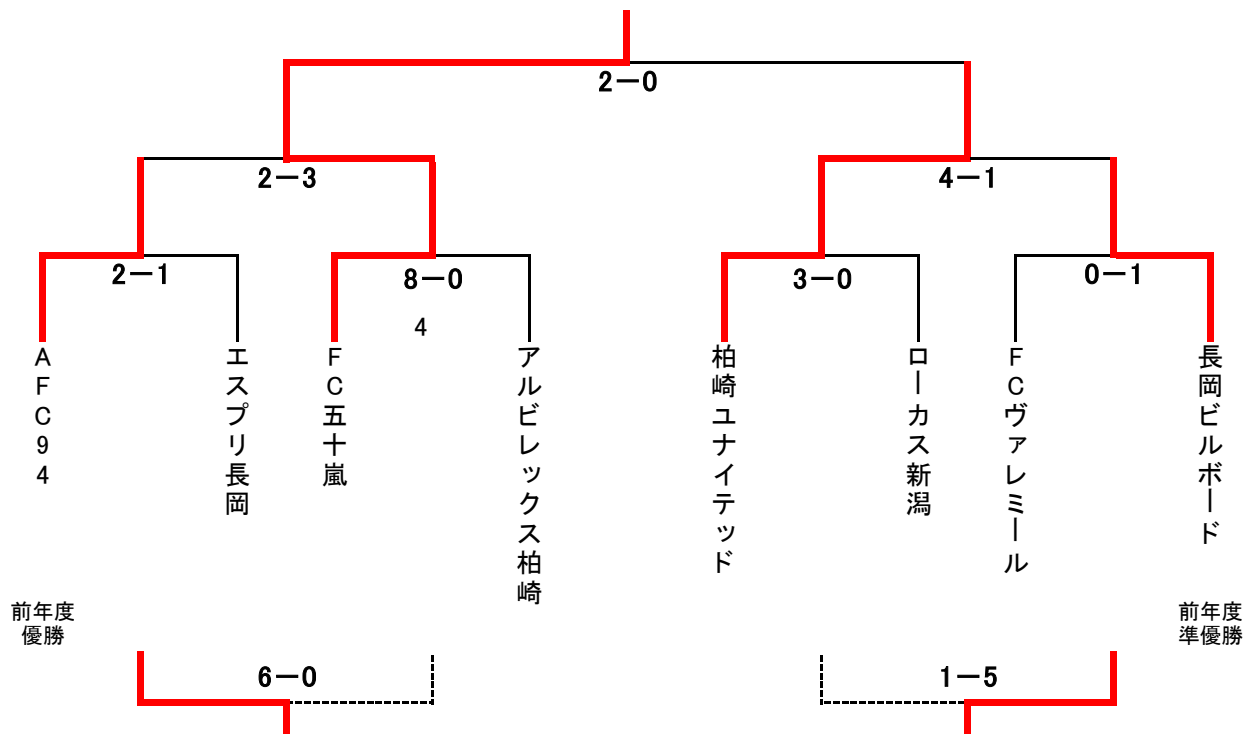 2－0
2－3
4－1
2－1
8－0
3－0
0－1
4
AFC94
エスプリ長岡
FC五十嵐
アルビレックス柏崎
柏崎ユナイテッド
ローカス新潟
FCヴァレミール
長岡ビルボード
前年度
優勝
前年度
準優勝
6－0
1－5